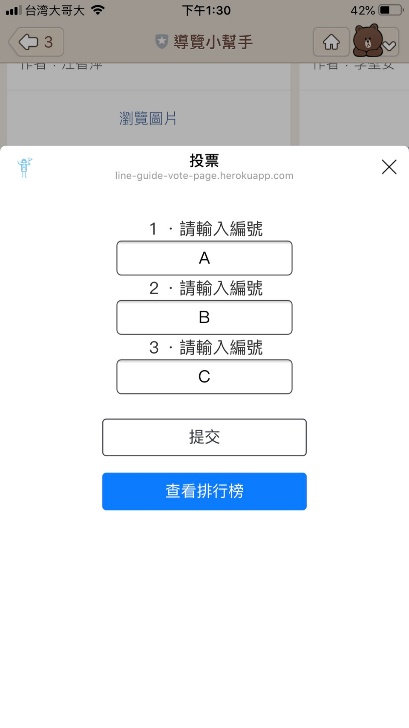 台湾大哥大 下午1:30 42%
3 導覽小幫手
瀏覽圖片
投票
line-guide-vote-page.herokuapp.com
1 ．請輸入編號
A
2 ．請輸入編號
B
3 ．請輸入編號
C
提交
查看排行榜